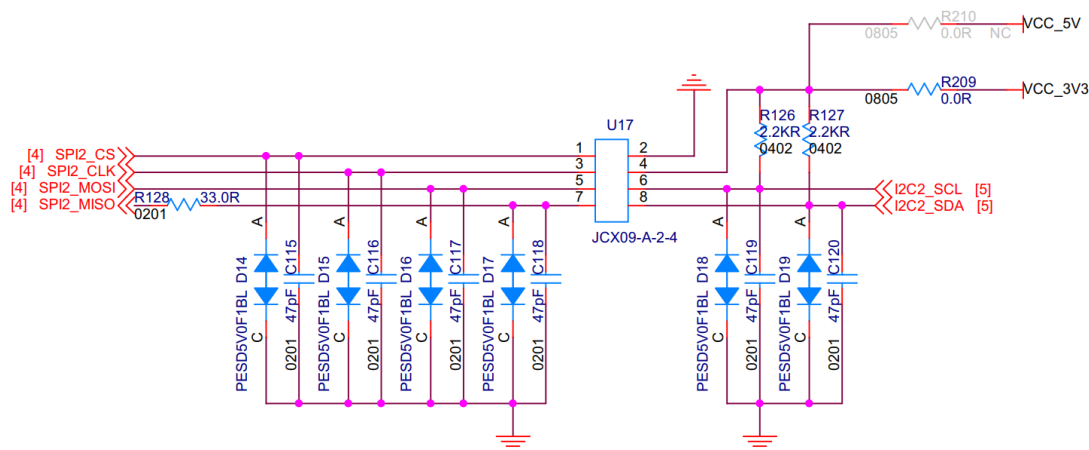 R210
0805 0.0R NC VCC_5V
R209
0805 0.0R VCC_3V3
R126 R127
2.2KR 2.2KR
0402 0402
U17
1 2
3 4
5 6
7 8
JCX09-A-2-4
[4] SPI2_CS
[4] SPI2_CLK
[4] SPI2_MOSI
[4] SPI2_MISO
R128 33.0R
0201
I2C2_SCL [5]
I2C2_SDA [5]
A
PESD5V0F1BL D14
C
C115
47pF
0201
A
PESD5V0F1BL D15
C
C116
47pF
0201
A
PESD5V0F1BL D16
C
C117
47pF
0201
A
PESD5V0F1BL D17
C
C118
47pF
0201
A
PESD5V0F1BL D18
C
C119
47pF
0201
A
PESD5V0F1BL D19
C
C120
47pF
0201